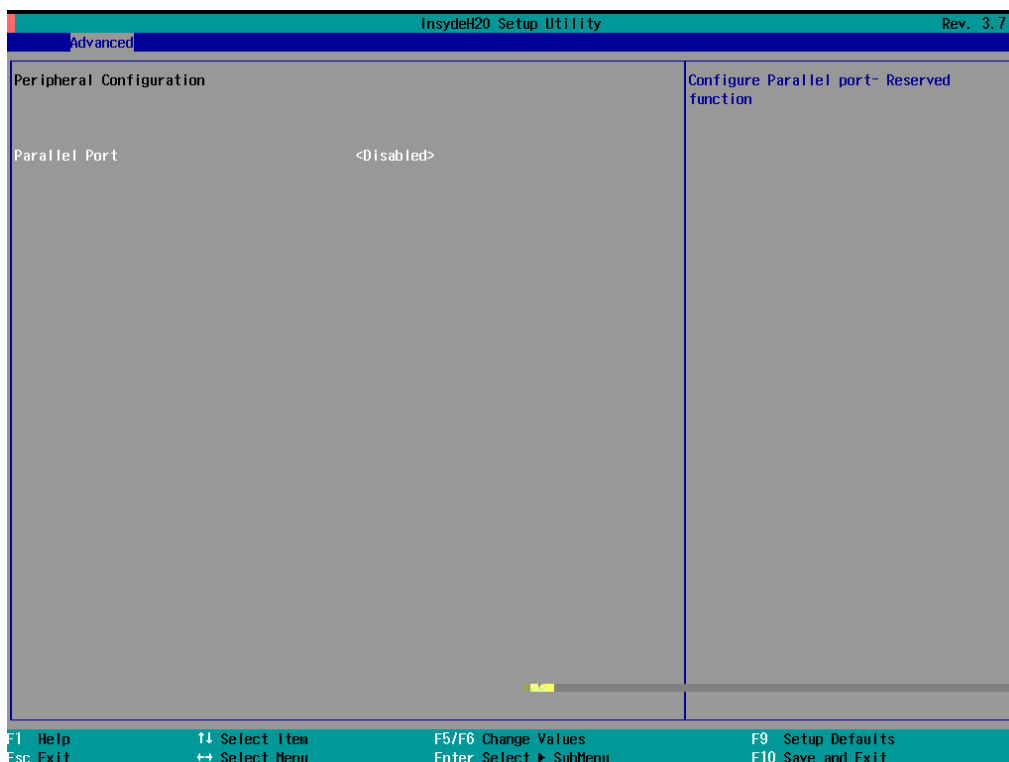 InsydeH2O Setup Utility Rev. 3.7
Advanced
Peripheral Configuration
Configure Parallel port- Reserved
function
Parallel Port <Disabled>
F1 Help ↑↓ Select Item F5/F6 Change Values F9 Setup Defaults
Esc Exit ↔ Select Menu Enter Select ▶ SubMenu F10 Save and Exit